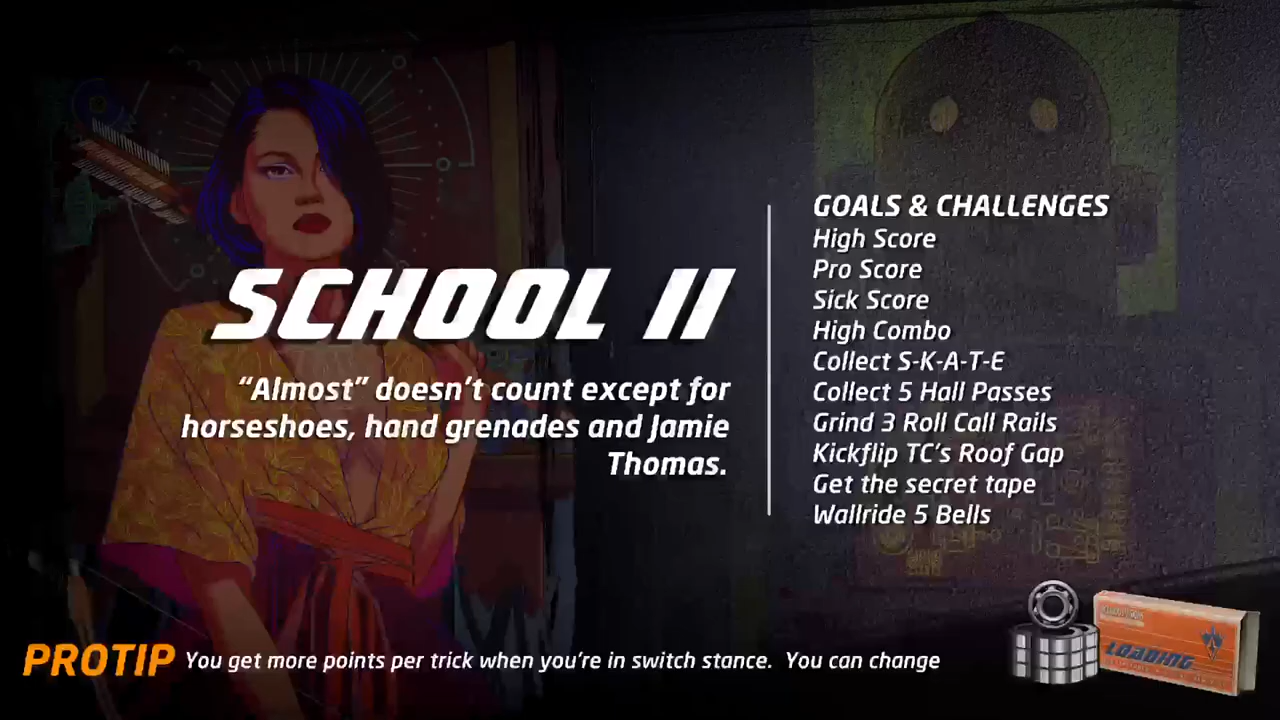 SCHOOL II
“Almost” doesn’t count except for
horseshoes, hand grenades and Jamie
Thomas.
GOALS & CHALLENGES
High Score
Pro Score
Sick Score
High Combo
Collect S-K-A-T-E
Collect 5 Hall Passes
Grind 3 Roll Call Rails
Kickflip TC’s Roof Gap
Get the secret tape
Wallride 5 Bells
PROTIP You get more points per trick when you’re in switch stance. You can change
LOADING